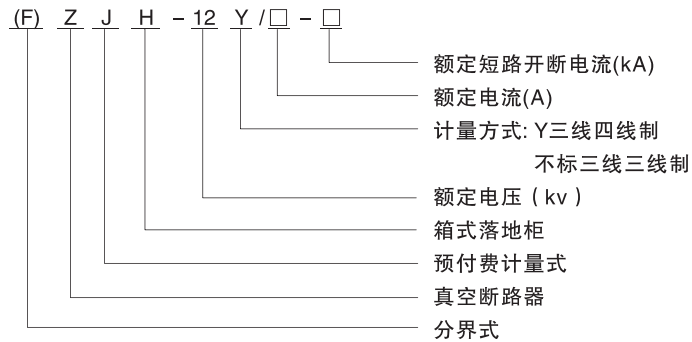 (F) Z J H - 12 Y /□ - □
额定短路开断电流(kA)
额定电流(A)
计量方式: Y三线四线制
不标三线三线制
额定电压（kv）
箱式落地柜
预付费计量式
真空断路器
分界式